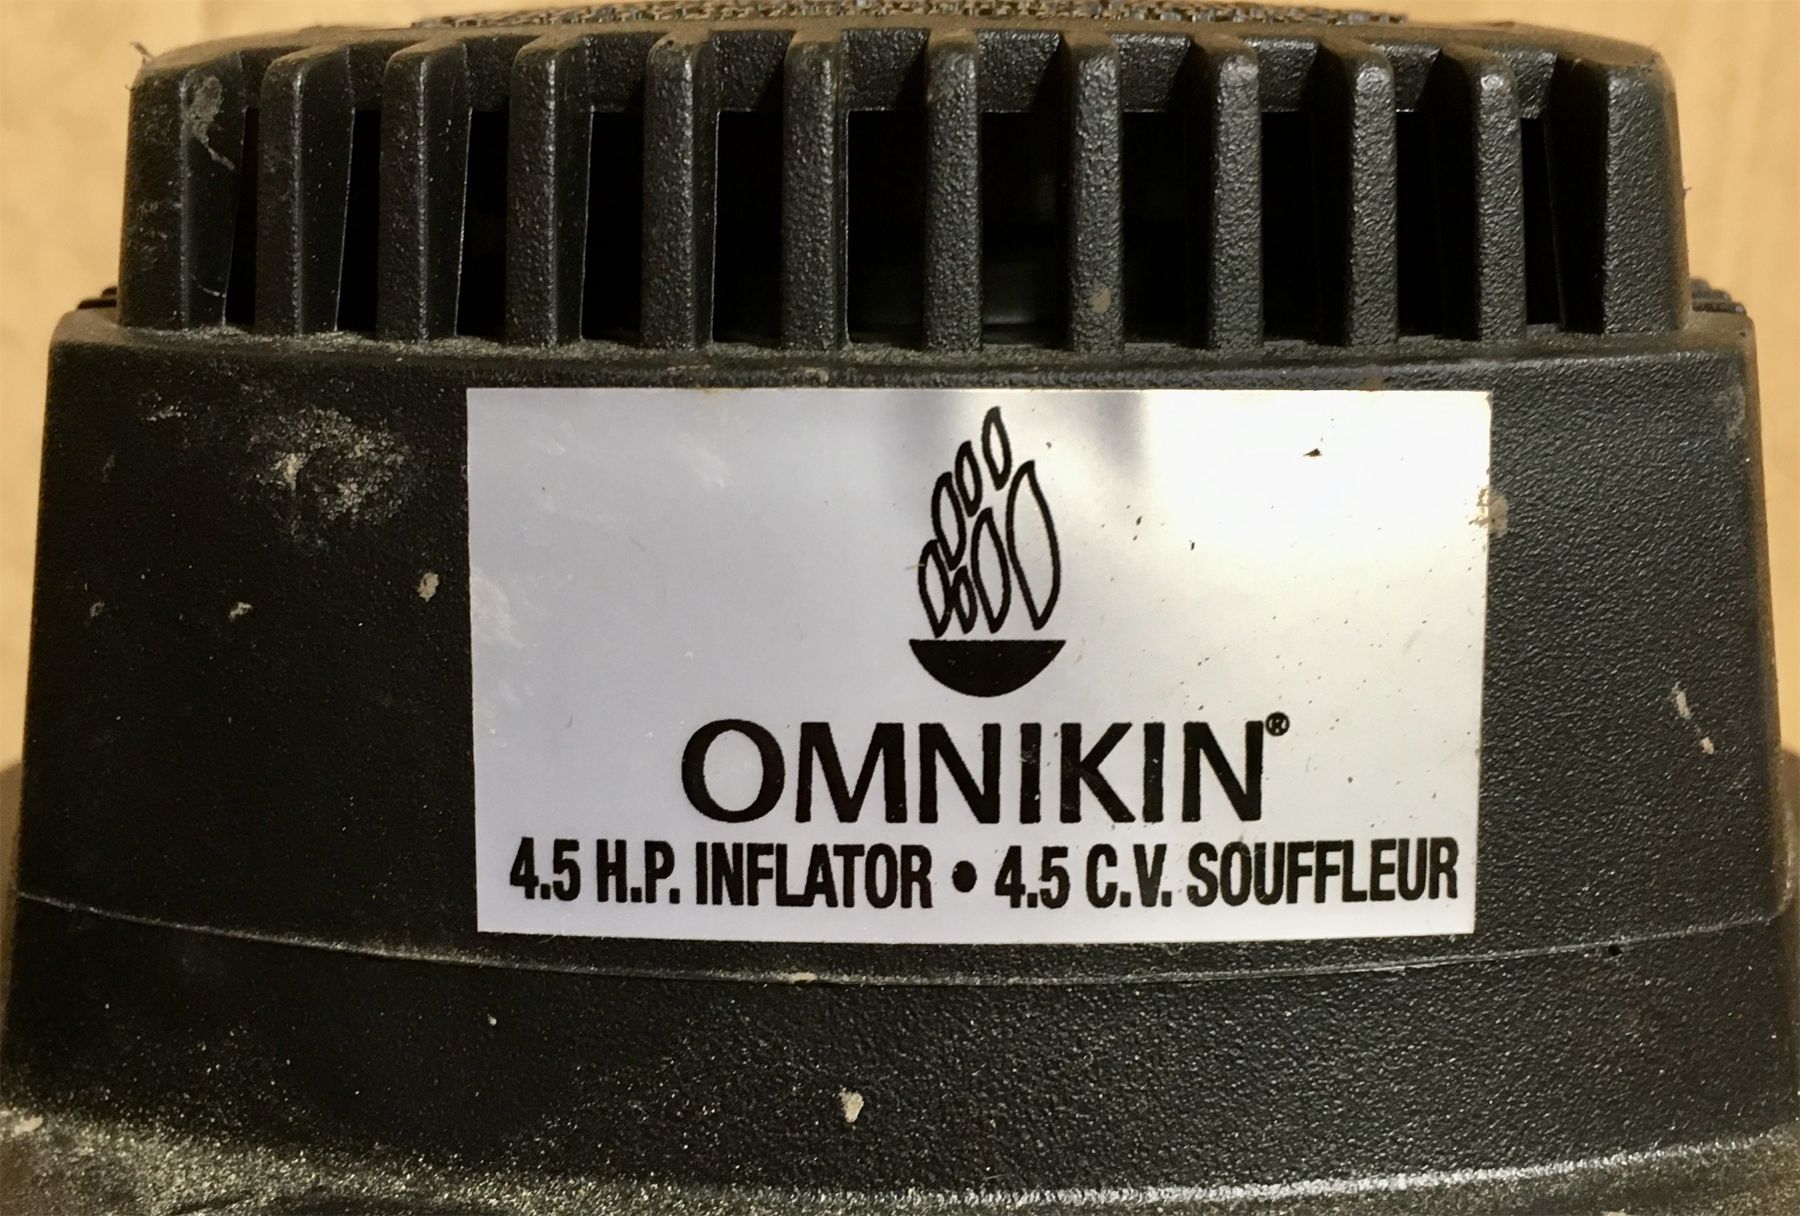 OMNIKIN®
4.5 H.P. INFLATOR • 4.5 C.V. SOUFFLEUR